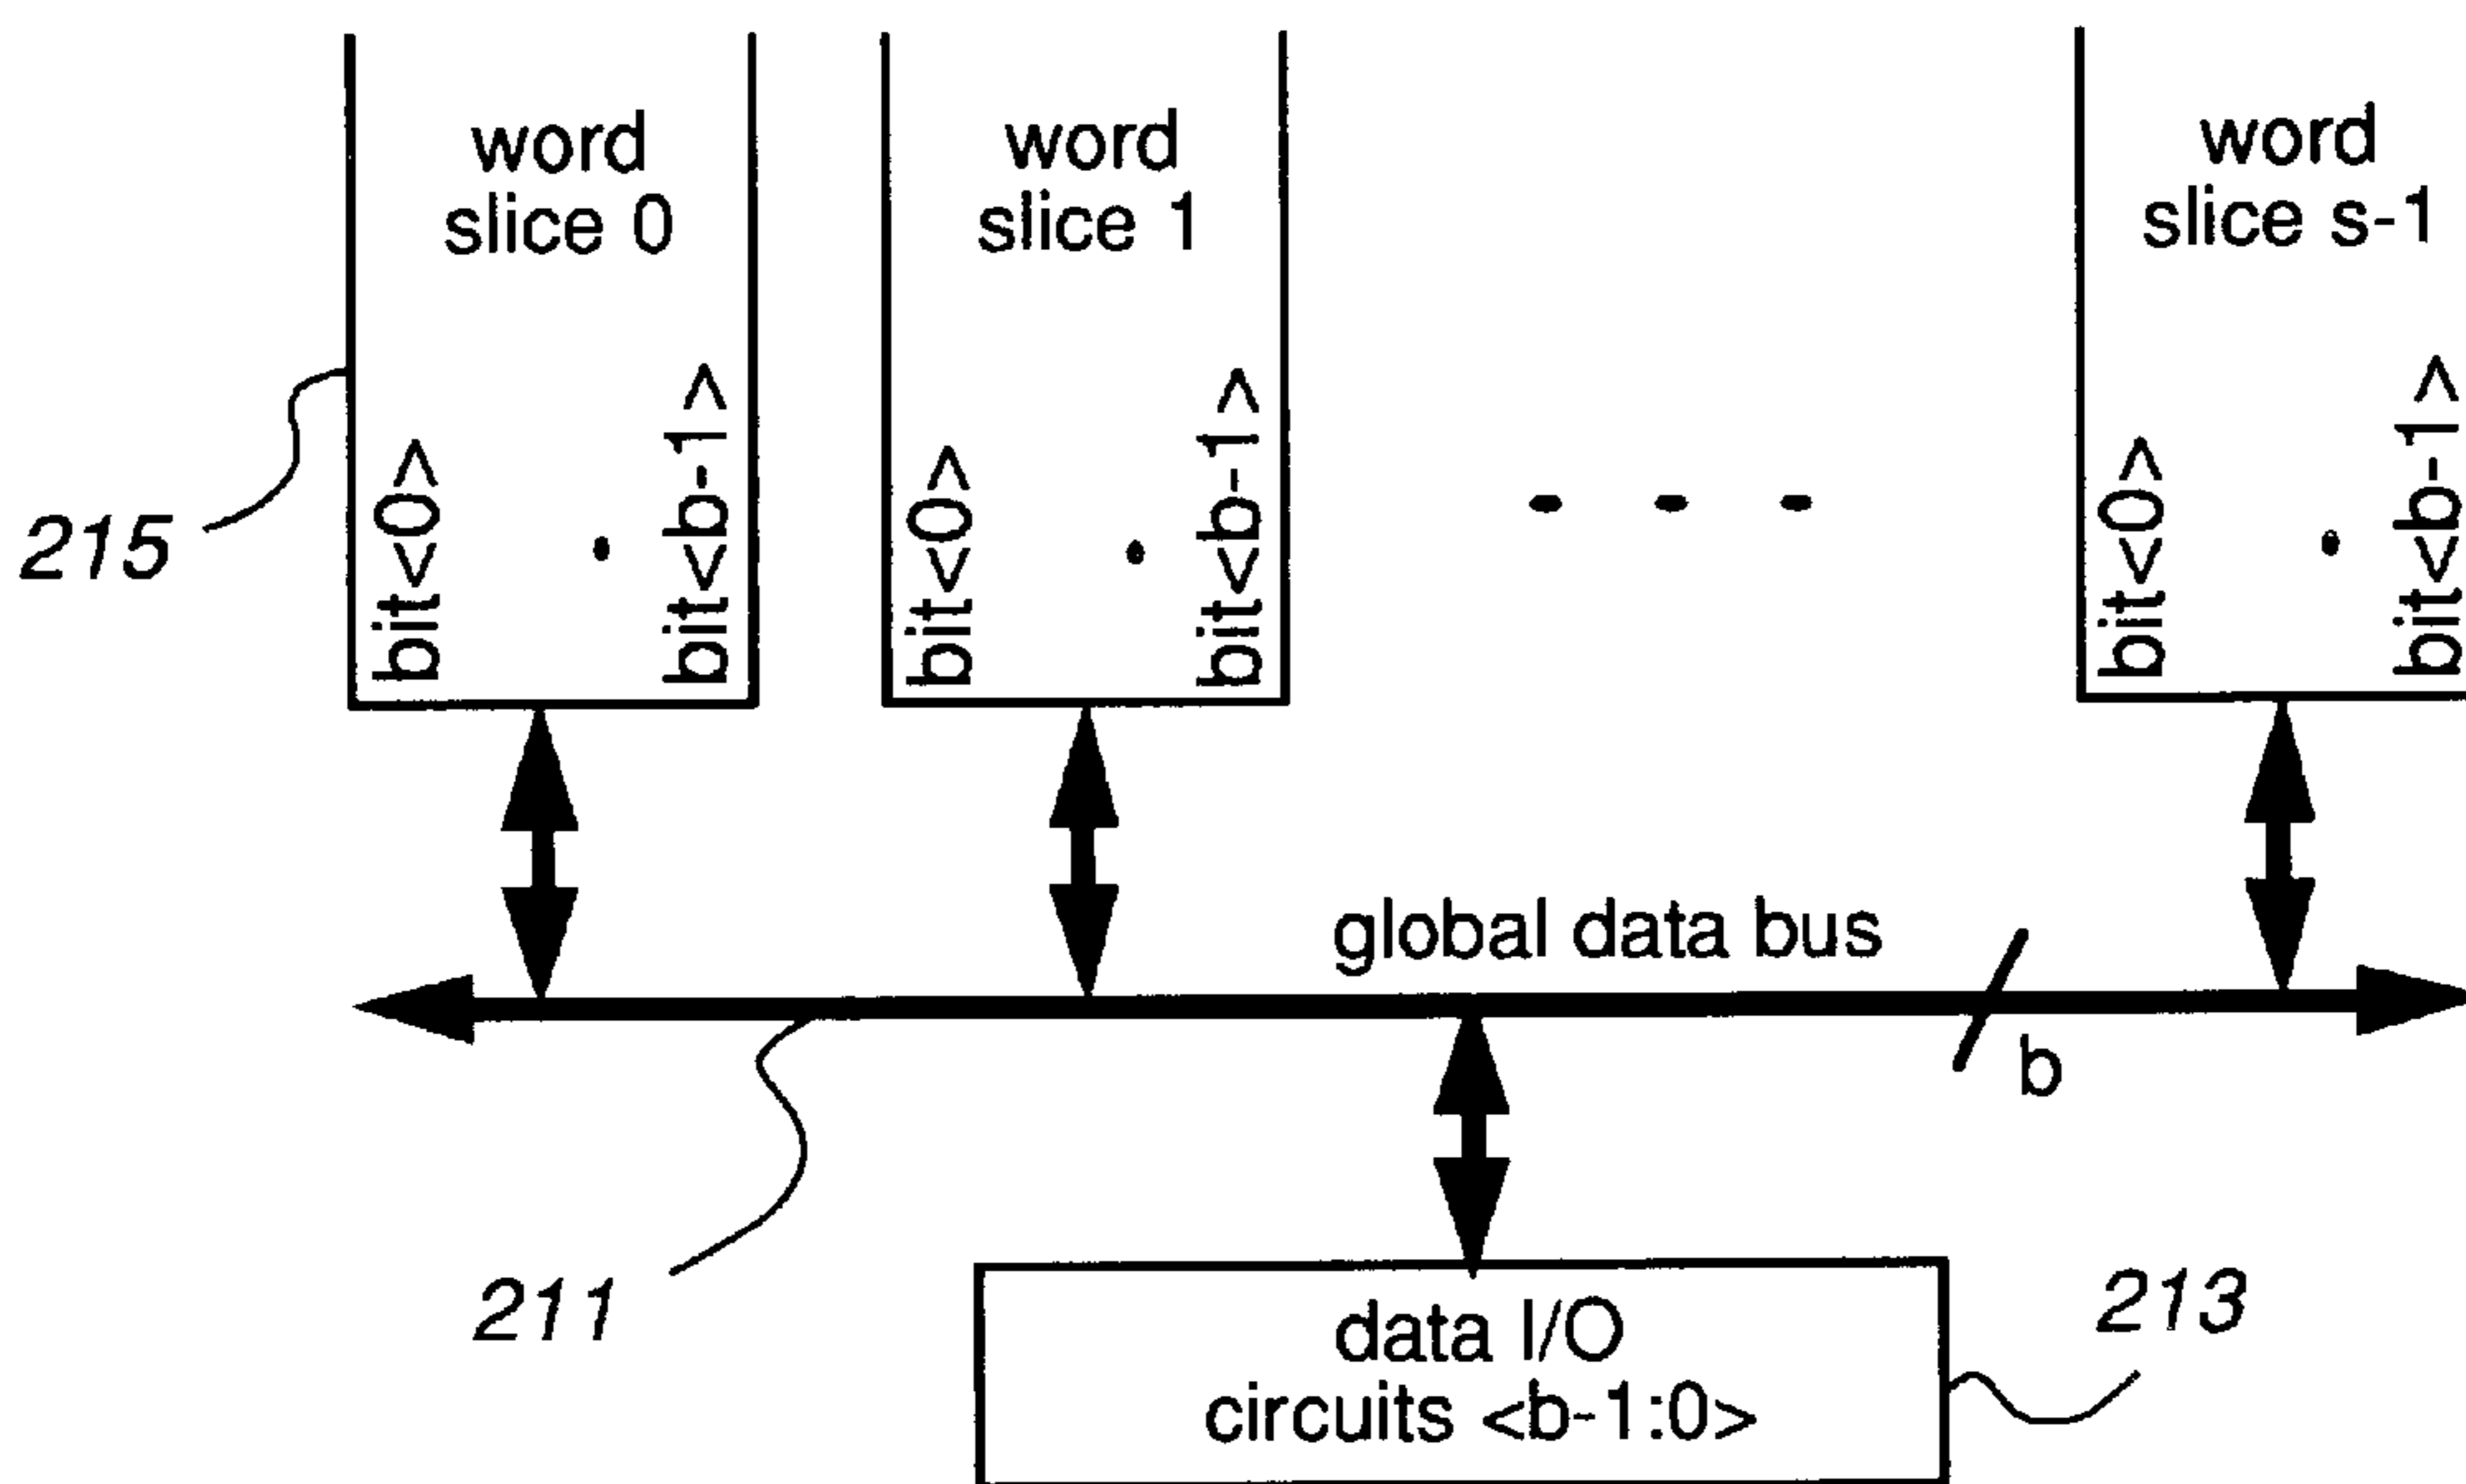 word
slice 0
word
slice 1
word
slice s-1
bit<0>
bit<b-1>
bit<0>
bit<b-1>
bit<0>
bit<b-1>
215
global data bus
b
211
data I/O
circuits <b-1:0>
213